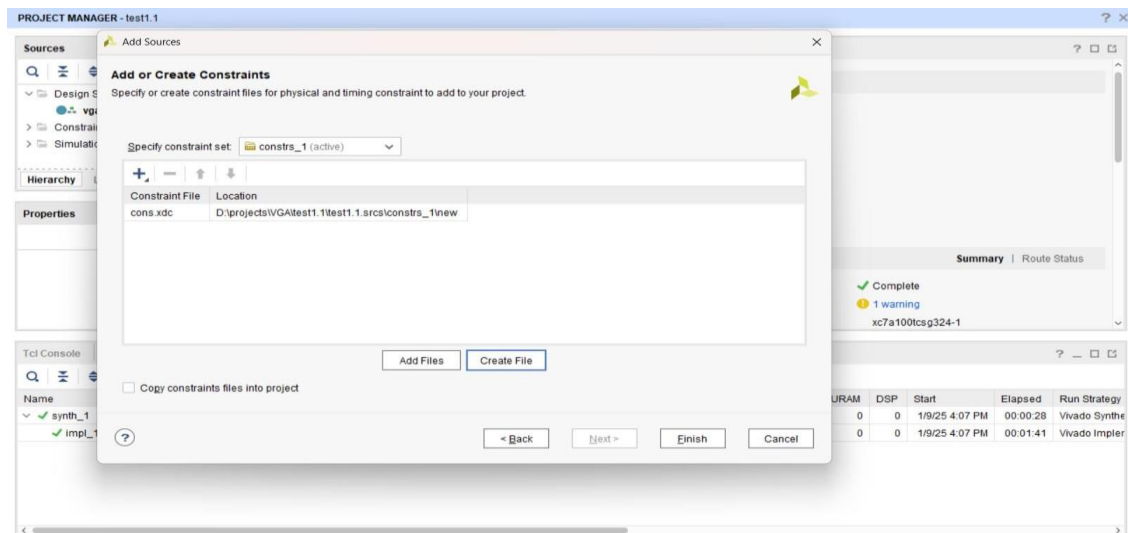 PROJECT MANAGER - test1.1
Sources
Add Sources
Add or Create Constraints
Specify or create constraint files for physical and timing constraint to add to your project.
Design S
vga
Constrai
Simulatio
Specify constraint set: constrs_1 (active)
Hierarchy
Constraint File Location
cons.xdc D:\projects\VGA\test1.1\test1.1.srcs\constrs_1\new
Properties
Summary | Route Status
Complete
1 warning
xc7a100tcsg324-1
Add Files Create File
Tcl Console
Copy constraints files into project
Name URAM DSP Start Elapsed Run Strategy
synth_1 0 0 1/9/25 4:07 PM 00:00:28 Vivado Synthe
impl_1 0 0 1/9/25 4:07 PM 00:01:41 Vivado Impler
< Back Next > Finish Cancel